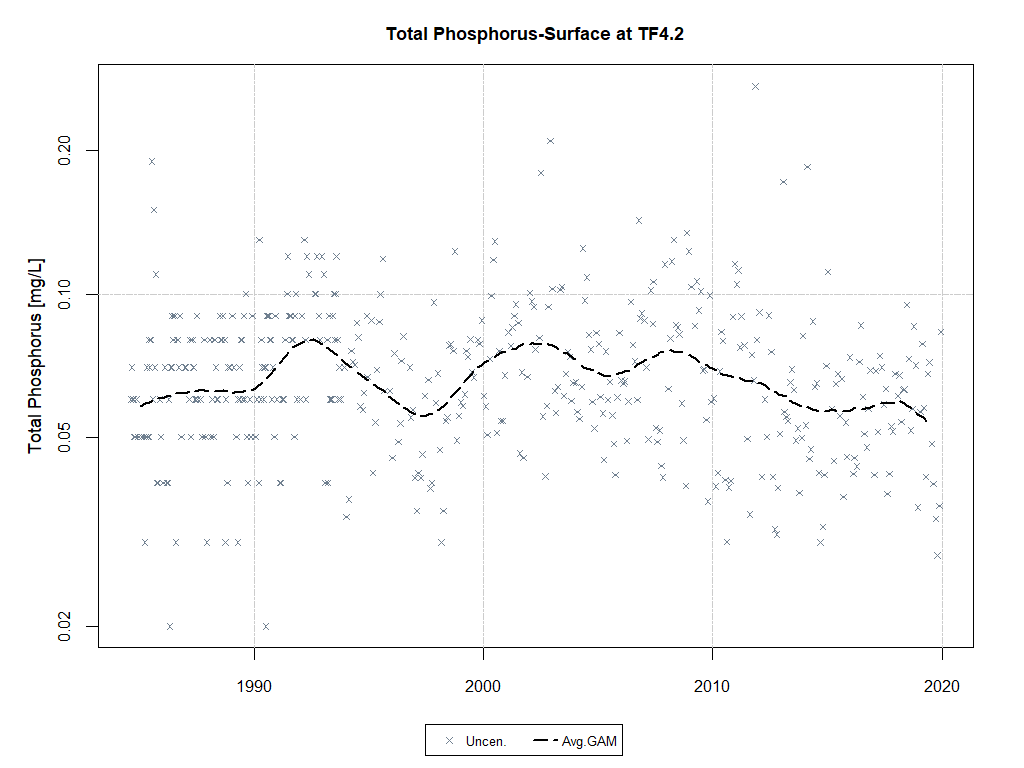 Total Phosphorus-Surface at TF4.2
Total Phosphorus [mg/L]
0.20
0.10
0.05
0.02
1990 2000 2010 2020
Uncen. Avg.GAM